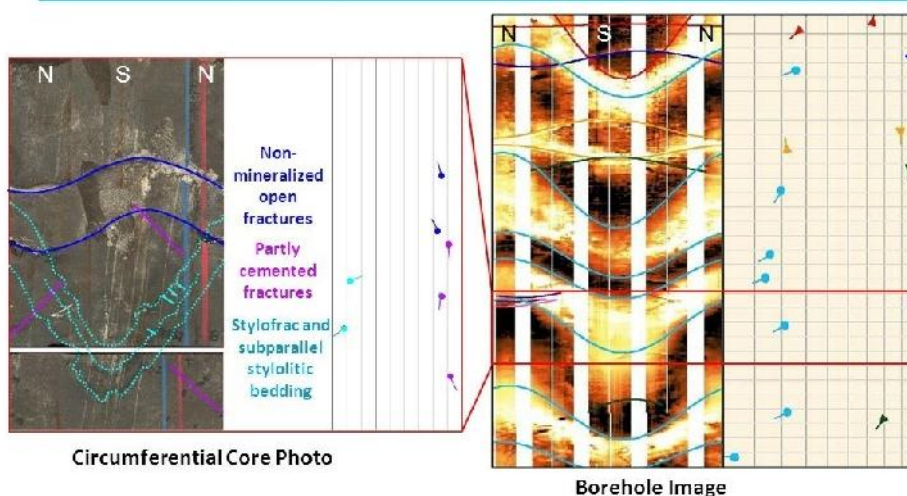 N S N
N S N
Non-
mineralized
open
fractures
Partly
cemented
fractures
Stylofrac and
subparallel
stylolitic
bedding
Circumferential Core Photo
Borehole Image